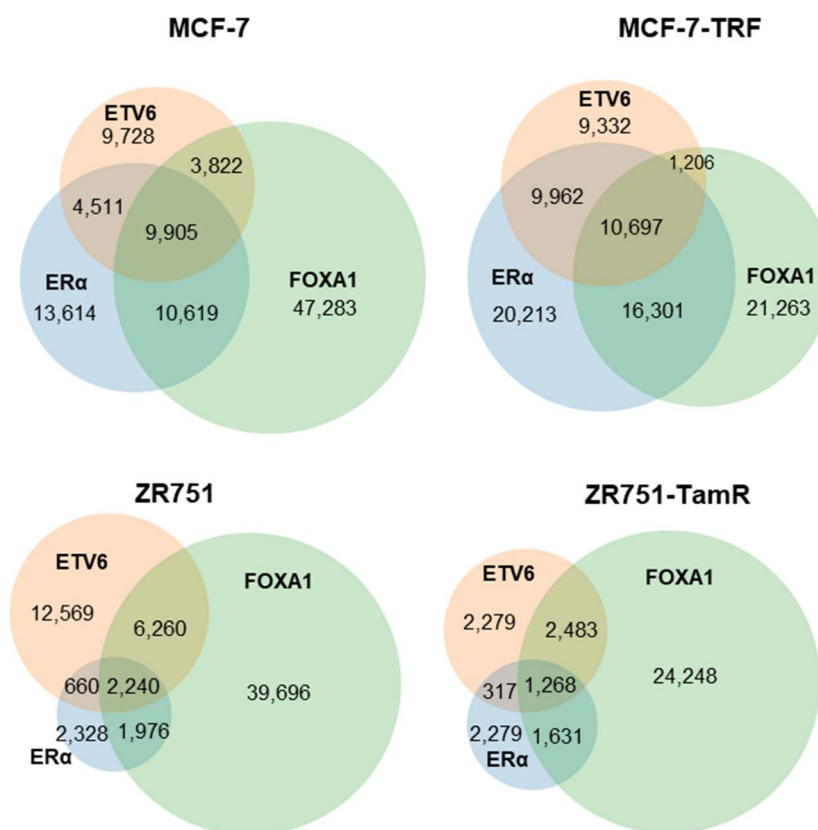 MCF-7
ETV6
9,728
3,822
4,511
9,905
ERα
13,614
10,619
FOXA1
47,283
MCF-7-TRF
ETV6
9,332
1,206
9,962
10,697
ERα
20,213
16,301
FOXA1
21,263
ZR751
ETV6
FOXA1
12,569
6,260
660
2,240
39,696
2,328
1,976
ERα
ZR751-TamR
ETV6
FOXA1
2,279
2,483
317
1,268
24,248
2,279
1,631
ERα